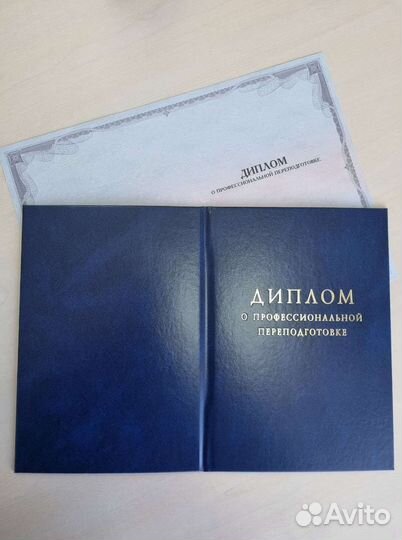 ДИПЛОМ
О ПРОФЕССИОНАЛЬНОЙ ПЕРЕПОДГОТОВКЕ
ДИПЛОМ
О ПРОФЕССИОНАЛЬНОЙ
ПЕРЕПОДГОТОВКЕ
Avito